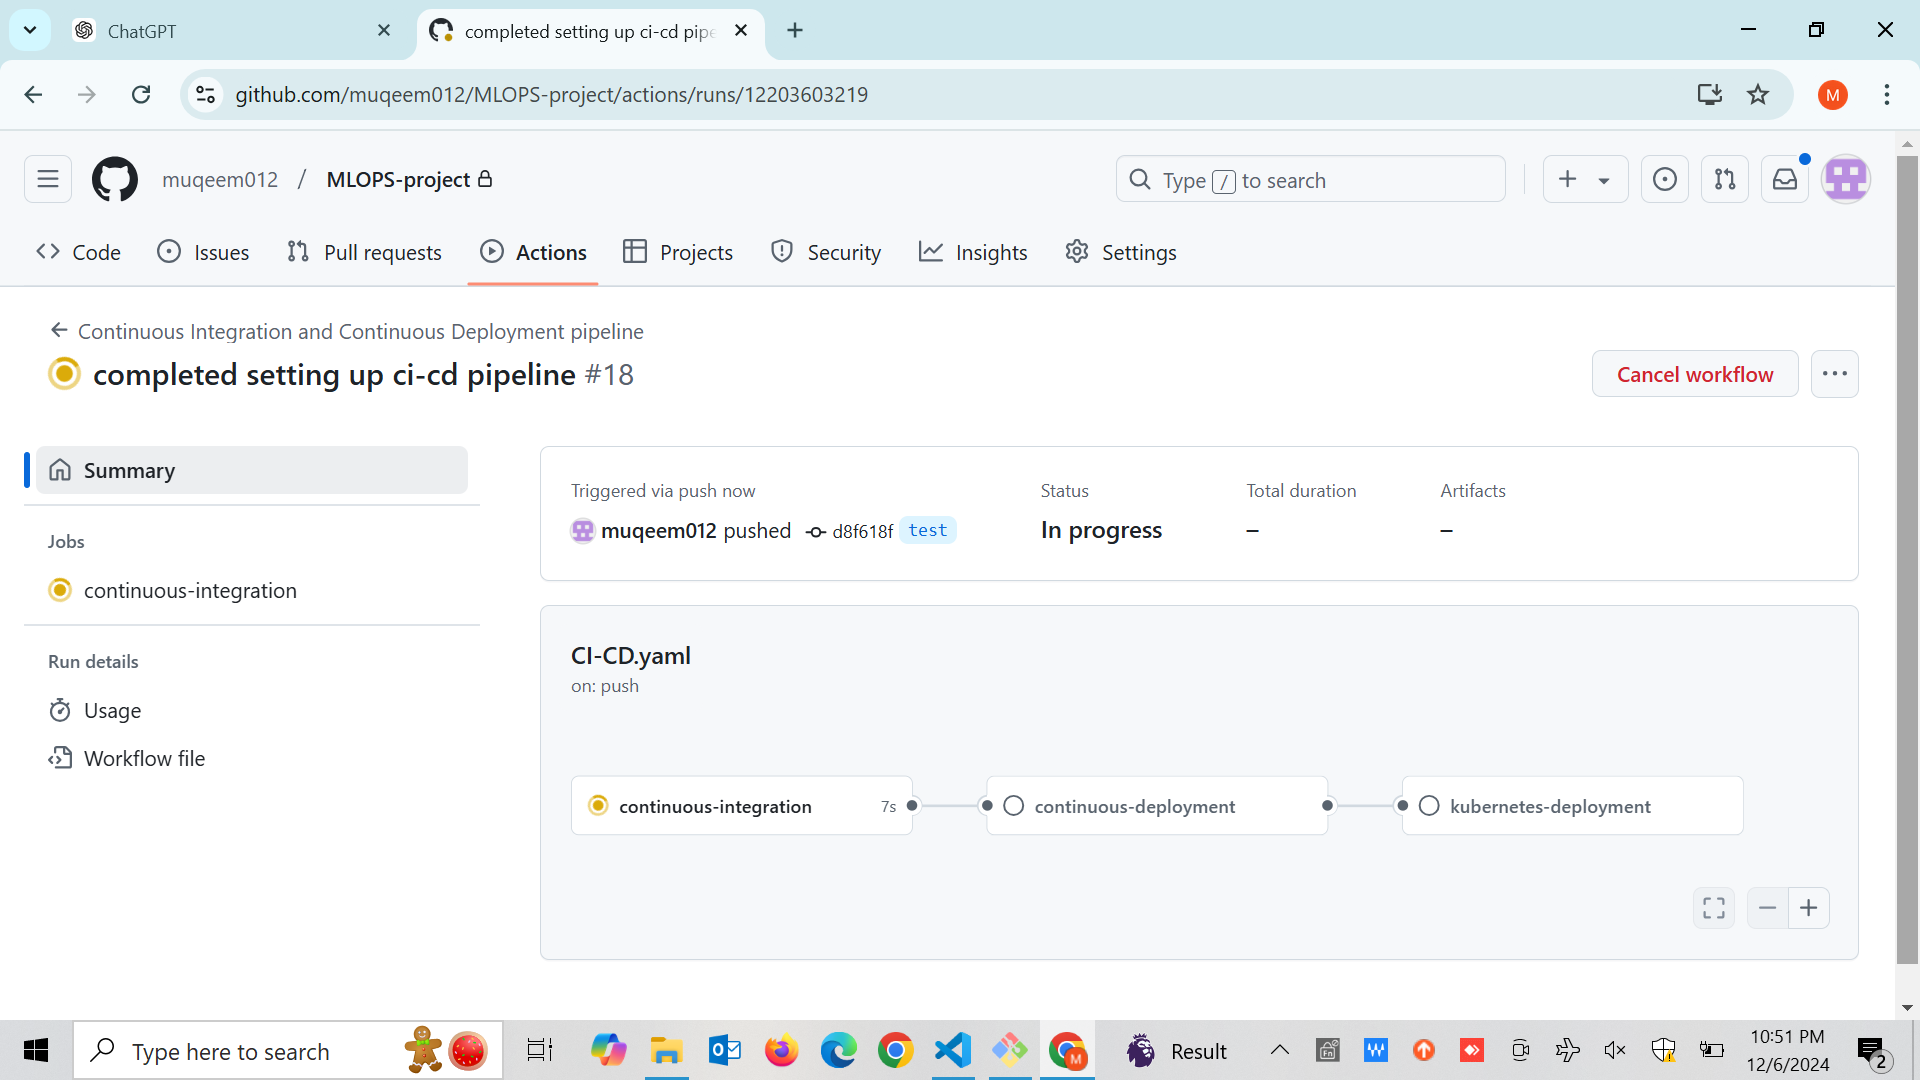 ChatGPT
completed setting up ci-cd pipe
github.com/muqeem012/MLOPS-project/actions/runs/12203603219
M
muqeem012 / MLOPS-project
Type / to search
Code
Issues
Pull requests
Actions
Projects
Security
Insights
Settings
Continuous Integration and Continuous Deployment pipeline
completed setting up ci-cd pipeline #18
Cancel workflow
Summary
Jobs
continuous-integration
Run details
Usage
Workflow file
Triggered via push now
muqeem012 pushed d8f618f test
Status
In progress
Total duration
–
Artifacts
–
CI-CD.yaml
on: push
continuous-integration 7s
continuous-deployment
kubernetes-deployment
Type here to search
M
Result
Fn
10:51 PM
12/6/2024
2